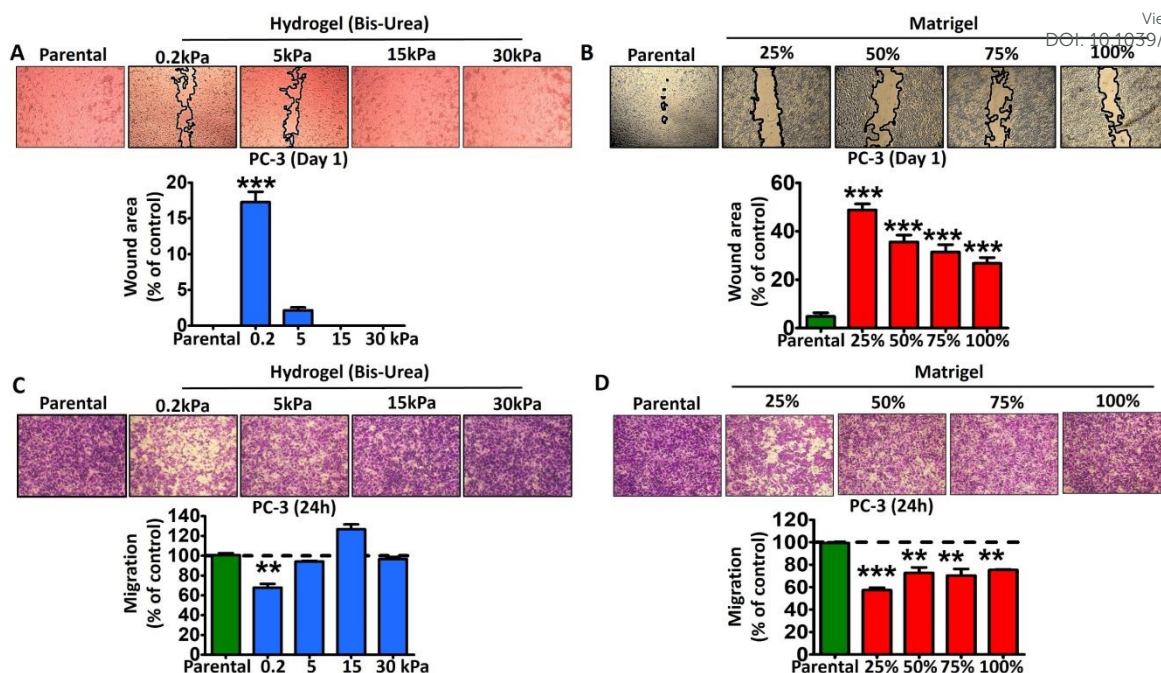 Vie
DOI: 10.1039/
Hydrogel (Bis-Urea)
A Parental 0.2kPa 5kPa 15kPa 30kPa
PC-3 (Day 1)
Wound area
(% of control)
20
15
10
5
0
***
Parental 0.2 5 15 30 kPa
Matrigel
B Parental 25% 50% 75% 100%
PC-3 (Day 1)
Wound area
(% of control)
60
40
20
0
*** *** *** ***
Parental 25% 50% 75% 100%
Hydrogel (Bis-Urea)
C Parental 0.2kPa 5kPa 15kPa 30kPa
PC-3 (24h)
Migration
(% of control)
140
120
100
80
60
40
20
0
**
Parental 0.2 5 15 30 kPa
Matrigel
D Parental 25% 50% 75% 100%
PC-3 (24h)
Migration
(% of control)
120
100
80
60
40
20
0
*** ** ** **
Parental 25% 50% 75% 100%